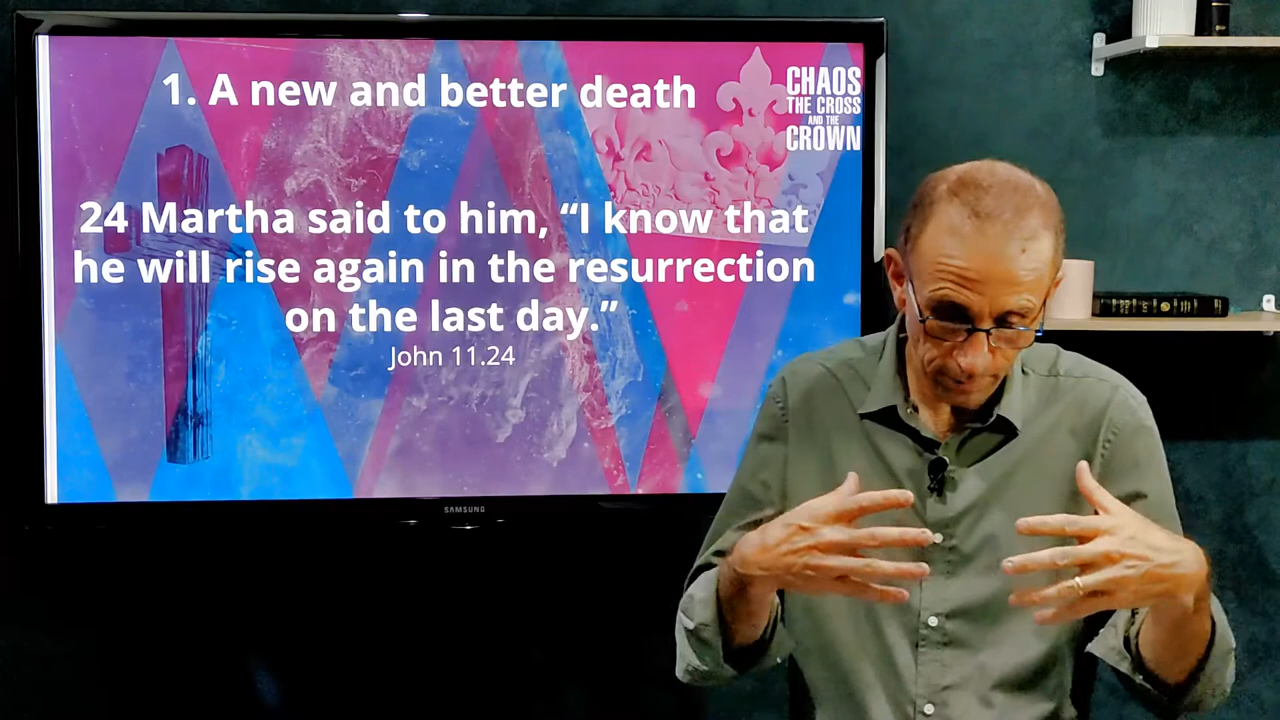 1. A new and better death
CHAOS
THE CROSS
AND THE
CROWN
24 Martha said to him, “I know that
he will rise again in the resurrection
on the last day.”
John 11.24
SAMSUNG